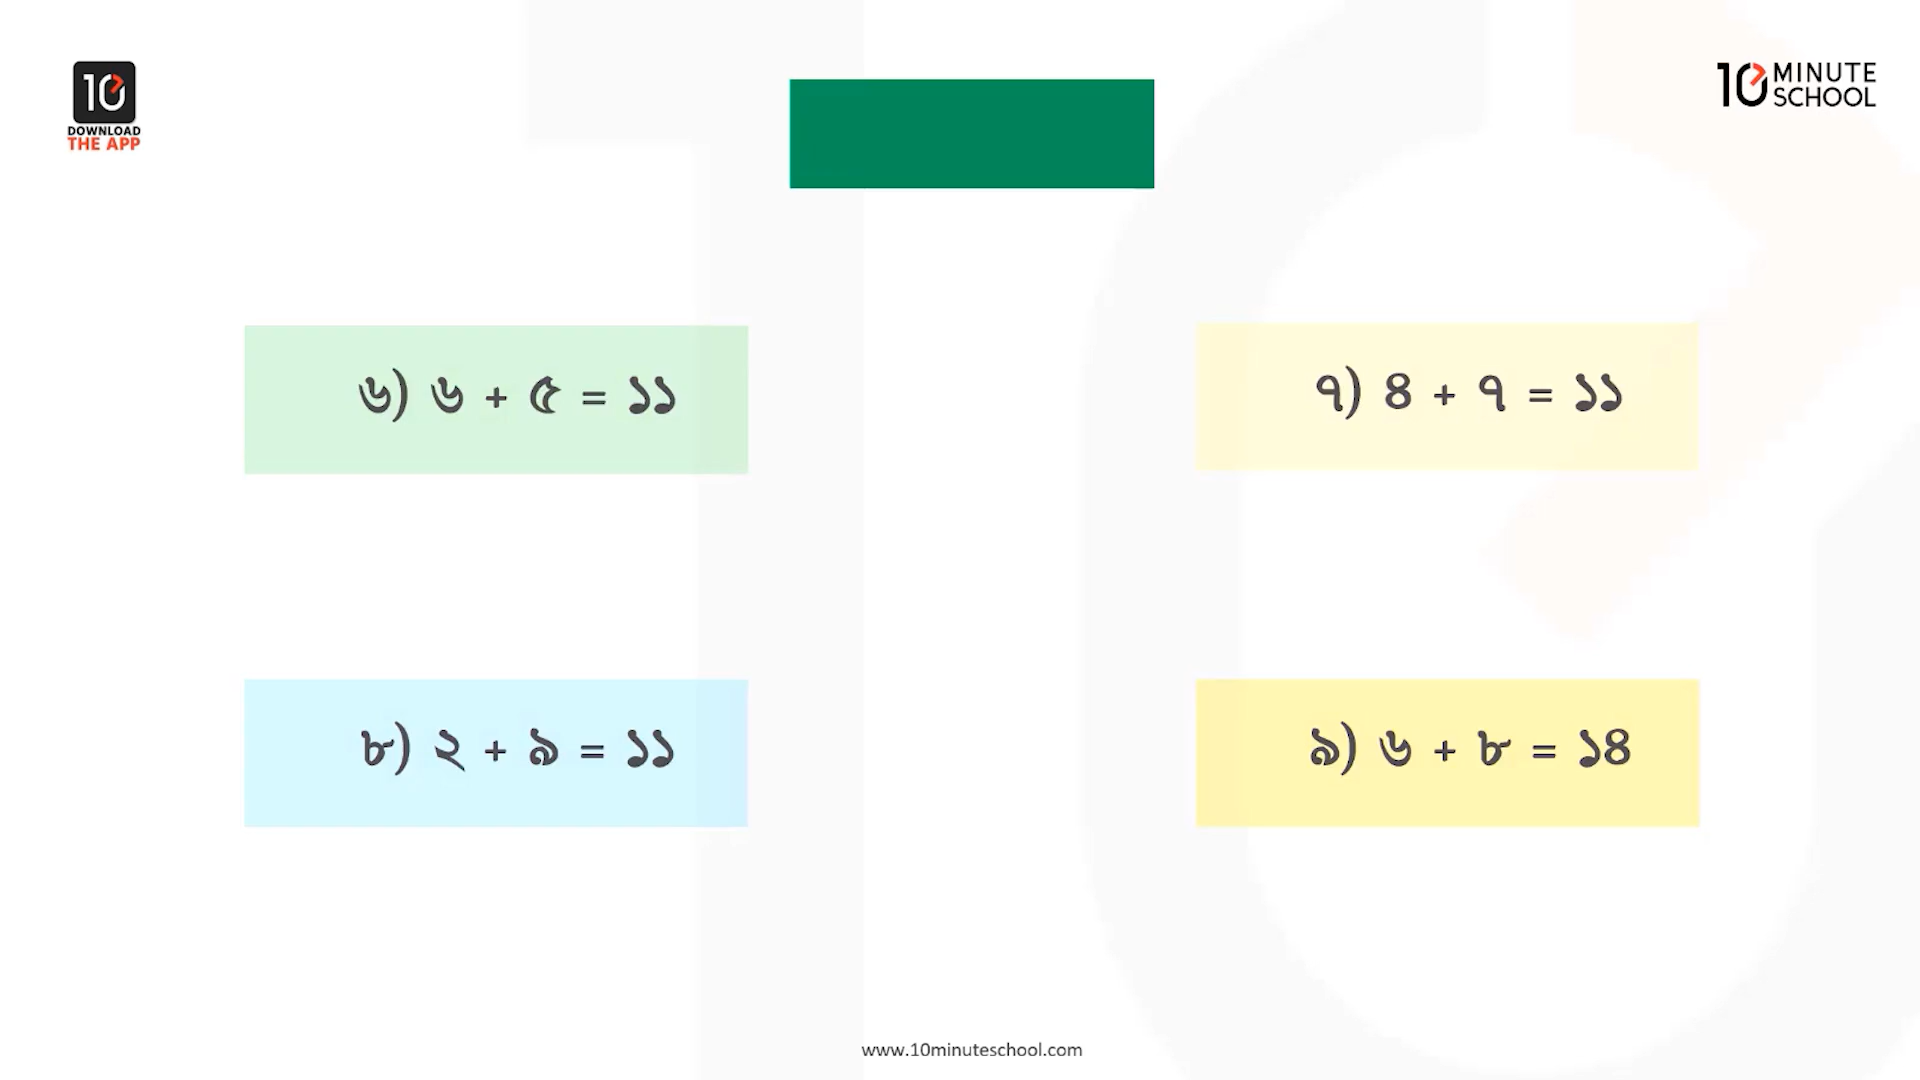 10
DOWNLOAD
THE APP
10 MINUTE
SCHOOL
৬) ৬ + ৫ = ১১
৭) ৪ + ৭ = ১১
৮) ২ + ৯ = ১১
৯) ৬ + ৮ = ১৪
www.10minuteschool.com